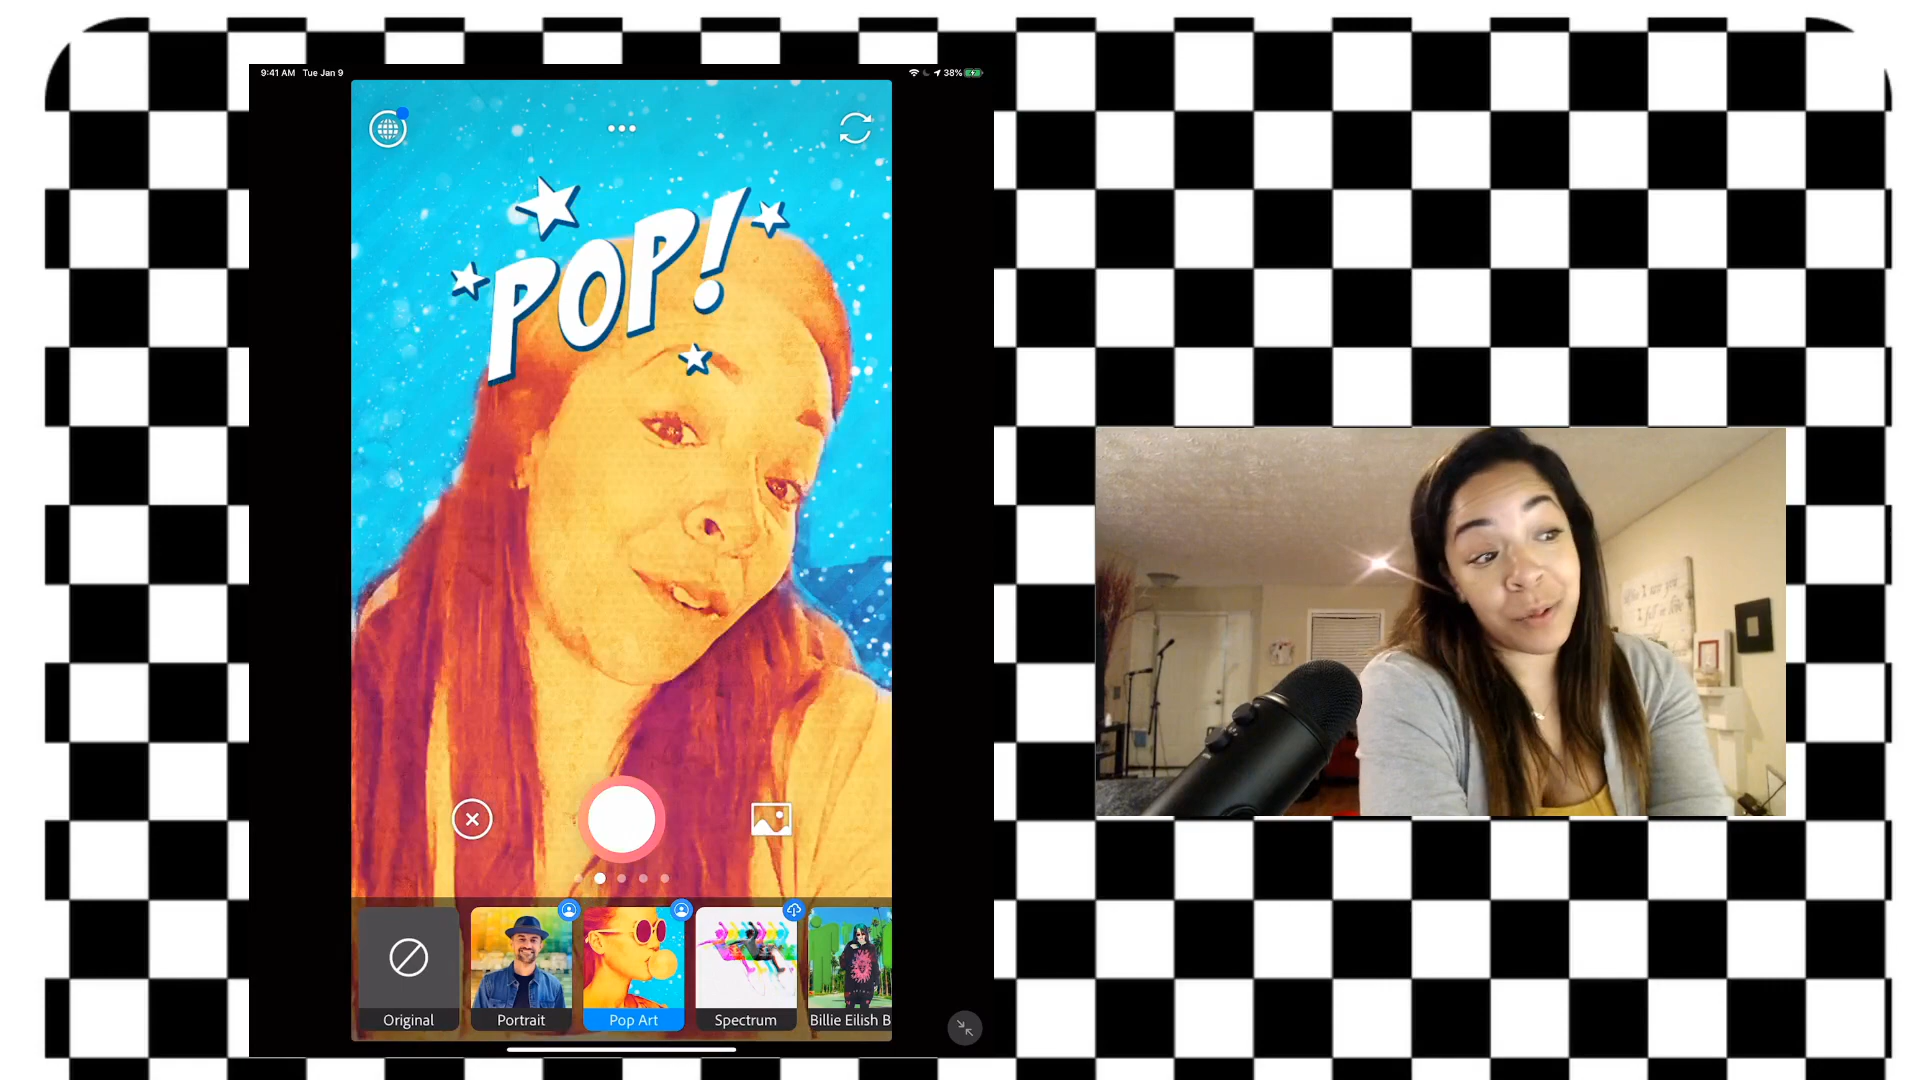 9:41 AM Tue Jan 9
38%
POP!
Original
Portrait
Pop Art
Spectrum
Billie Eilish B